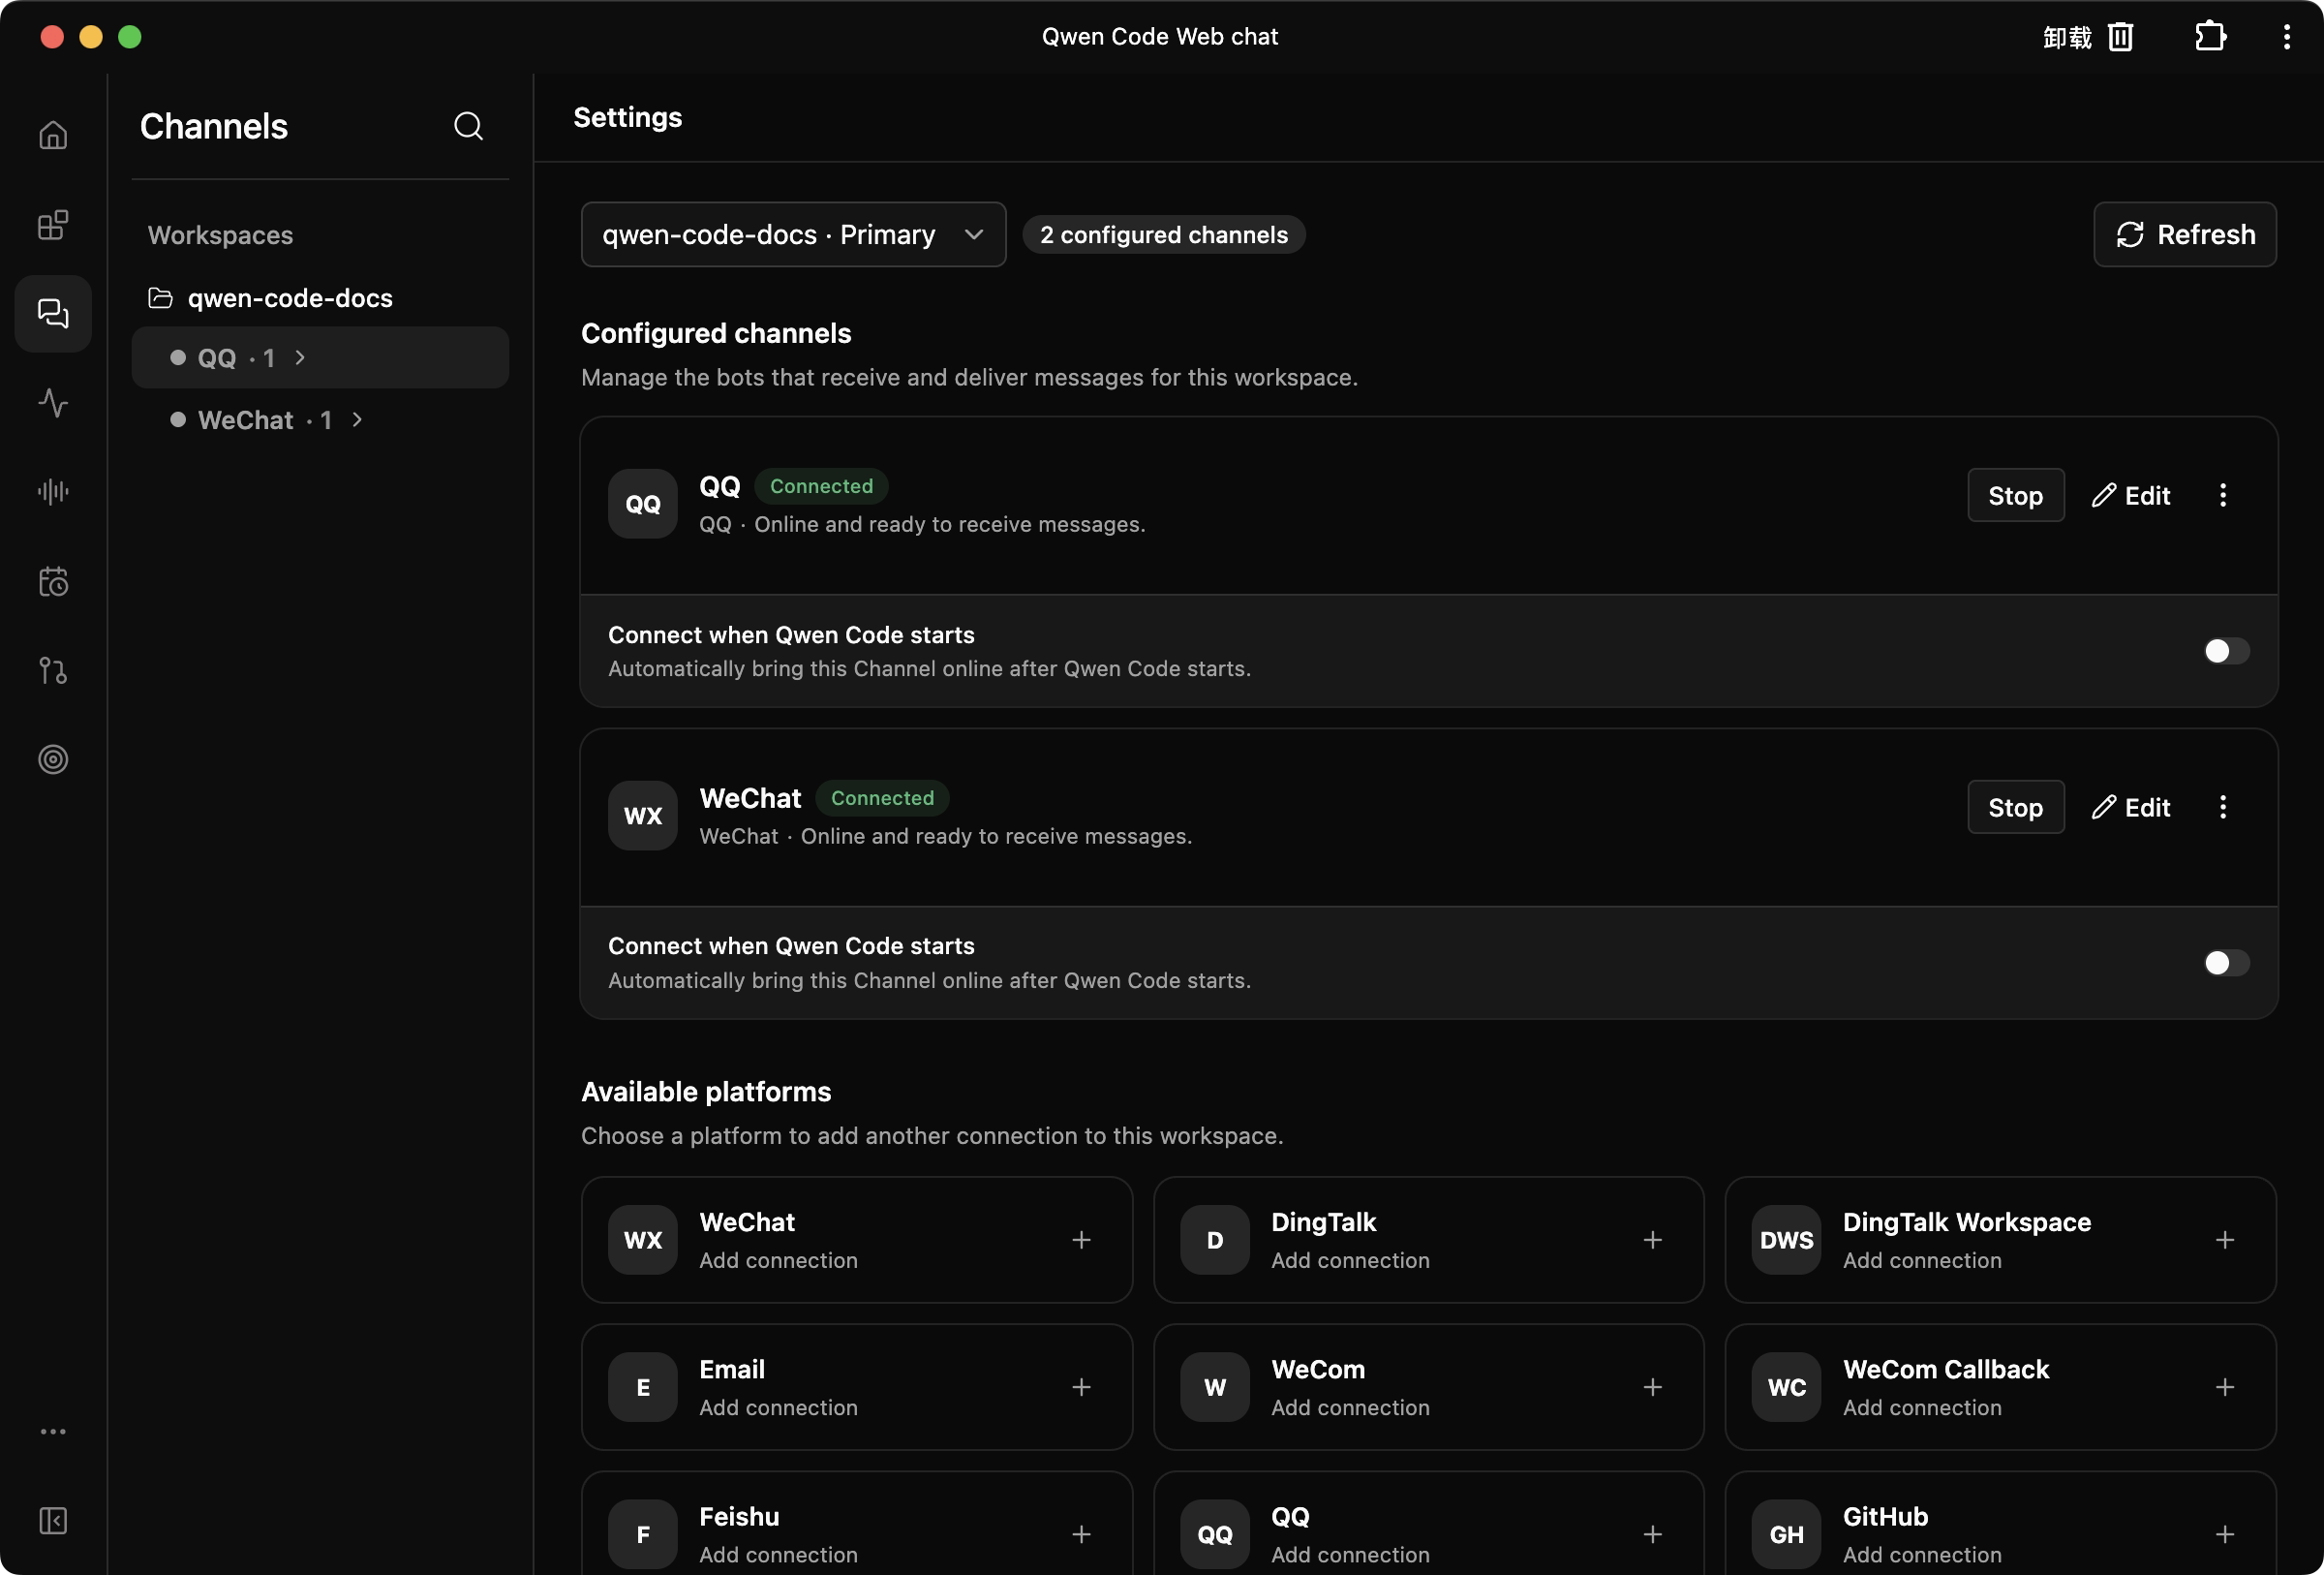 Qwen Code Web chat
卸载
Channels
Workspaces
qwen-code-docs
QQ · 1
WeChat · 1
Settings
qwen-code-docs · Primary
2 configured channels
Refresh
Configured channels
Manage the bots that receive and deliver messages for this workspace.
QQ
QQ
Connected
QQ · Online and ready to receive messages.
Stop
Edit
Connect when Qwen Code starts
Automatically bring this Channel online after Qwen Code starts.
WX
WeChat
Connected
WeChat · Online and ready to receive messages.
Stop
Edit
Connect when Qwen Code starts
Automatically bring this Channel online after Qwen Code starts.
Available platforms
Choose a platform to add another connection to this workspace.
WX
WeChat
Add connection
D
DingTalk
Add connection
DWS
DingTalk Workspace
Add connection
E
Email
Add connection
W
WeCom
Add connection
WC
WeCom Callback
Add connection
F
Feishu
Add connection
QQ
QQ
Add connection
GH
GitHub
Add connection